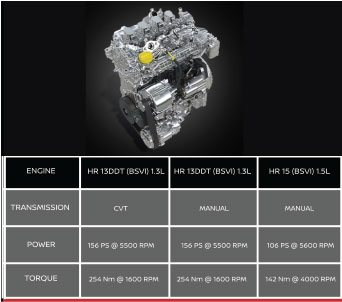 ENGINE HR 13DDT (BSVI) 1.3L HR 13DDT (BSVI) 1.3L HR 15 (BSVI) 1.5L
TRANSMISSION CVT MANUAL MANUAL
POWER 156 PS @ 5500 RPM 156 PS @ 5500 RPM 106 PS @ 5600 RPM
TORQUE 254 Nm @ 1600 RPM 254 Nm @ 1600 RPM 142 Nm @ 4000 RPM